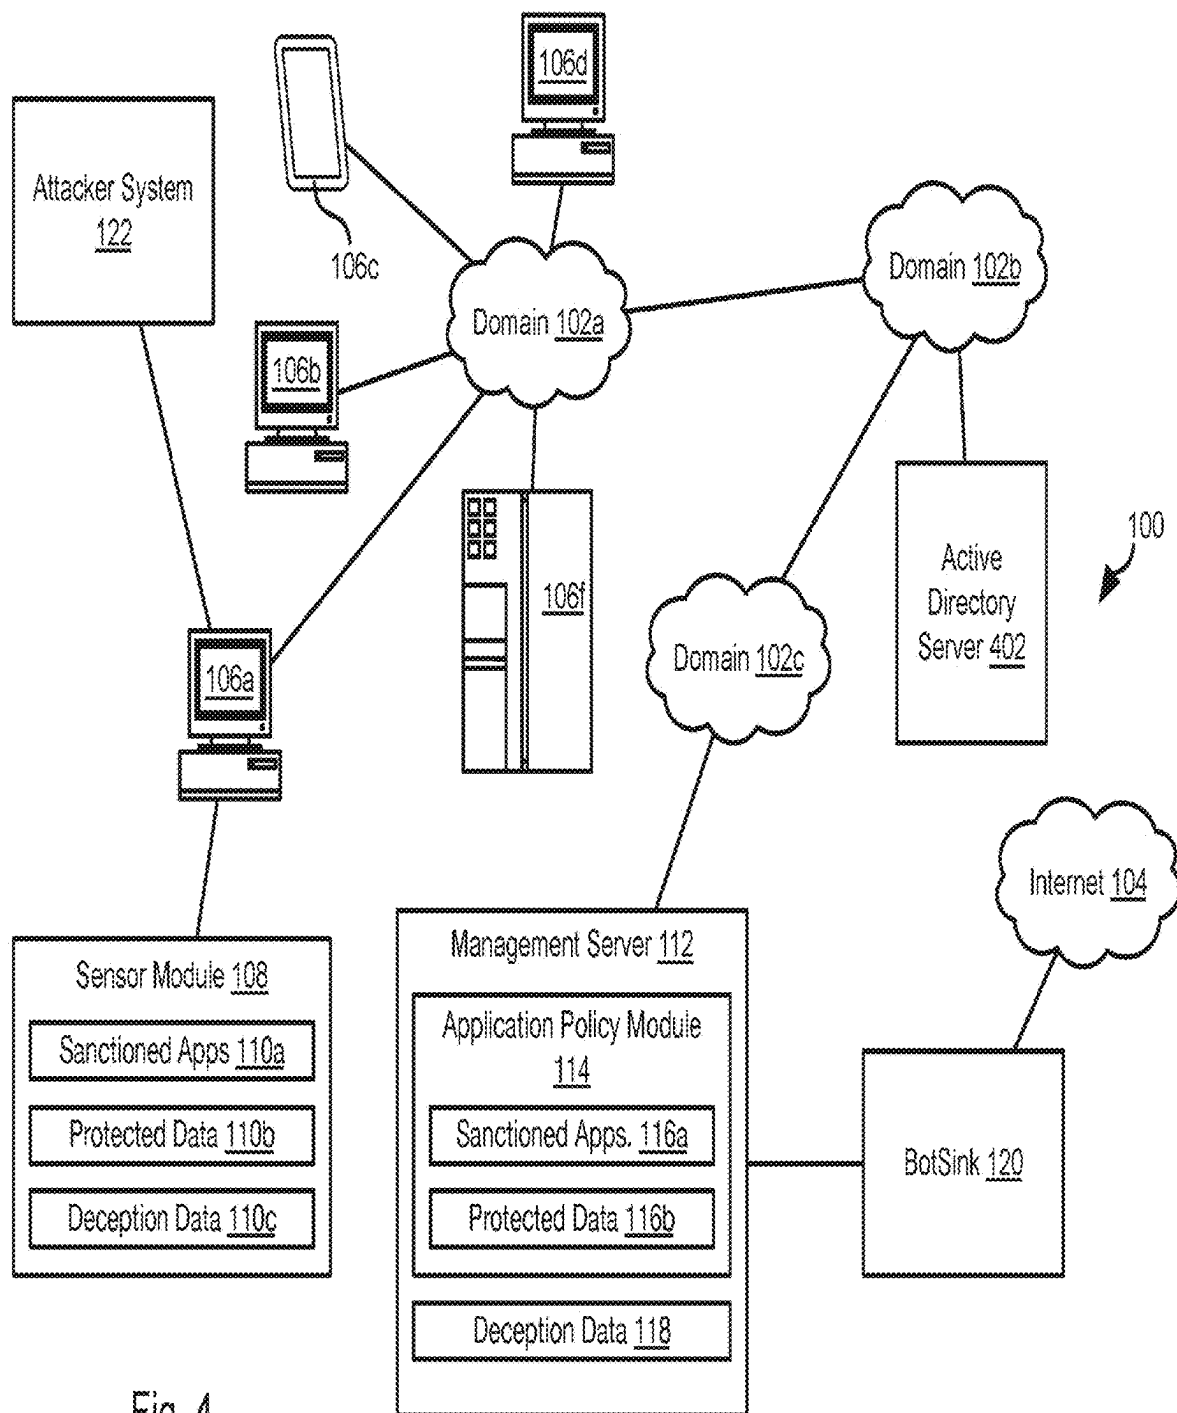 106d
Attacker System
122
106c
Domain 102b
Domain 102a
106b
100
Active
Directory
Server 402
106f
Domain 102c
106a
Internet 104
Management Server 112
Sensor Module 108
Application Policy Module
114
Sanctioned Apps 110a
Protected Data 110b
Sanctioned Apps. 116a
BotSink 120
Deception Data 110c
Protected Data 116b
Deception Data 118
Fig. 4